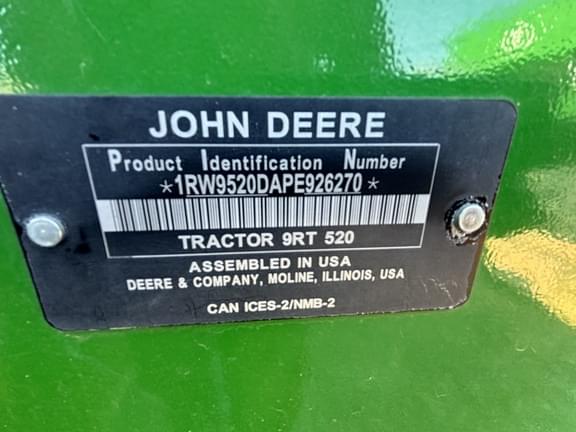 JOHN DEERE
Product Identification Number
*1RW9520DAPE926270*
TRACTOR 9RT 520
ASSEMBLED IN USA
DEERE & COMPANY, MOLINE, ILLINOIS, USA
CAN ICES-2/NMB-2